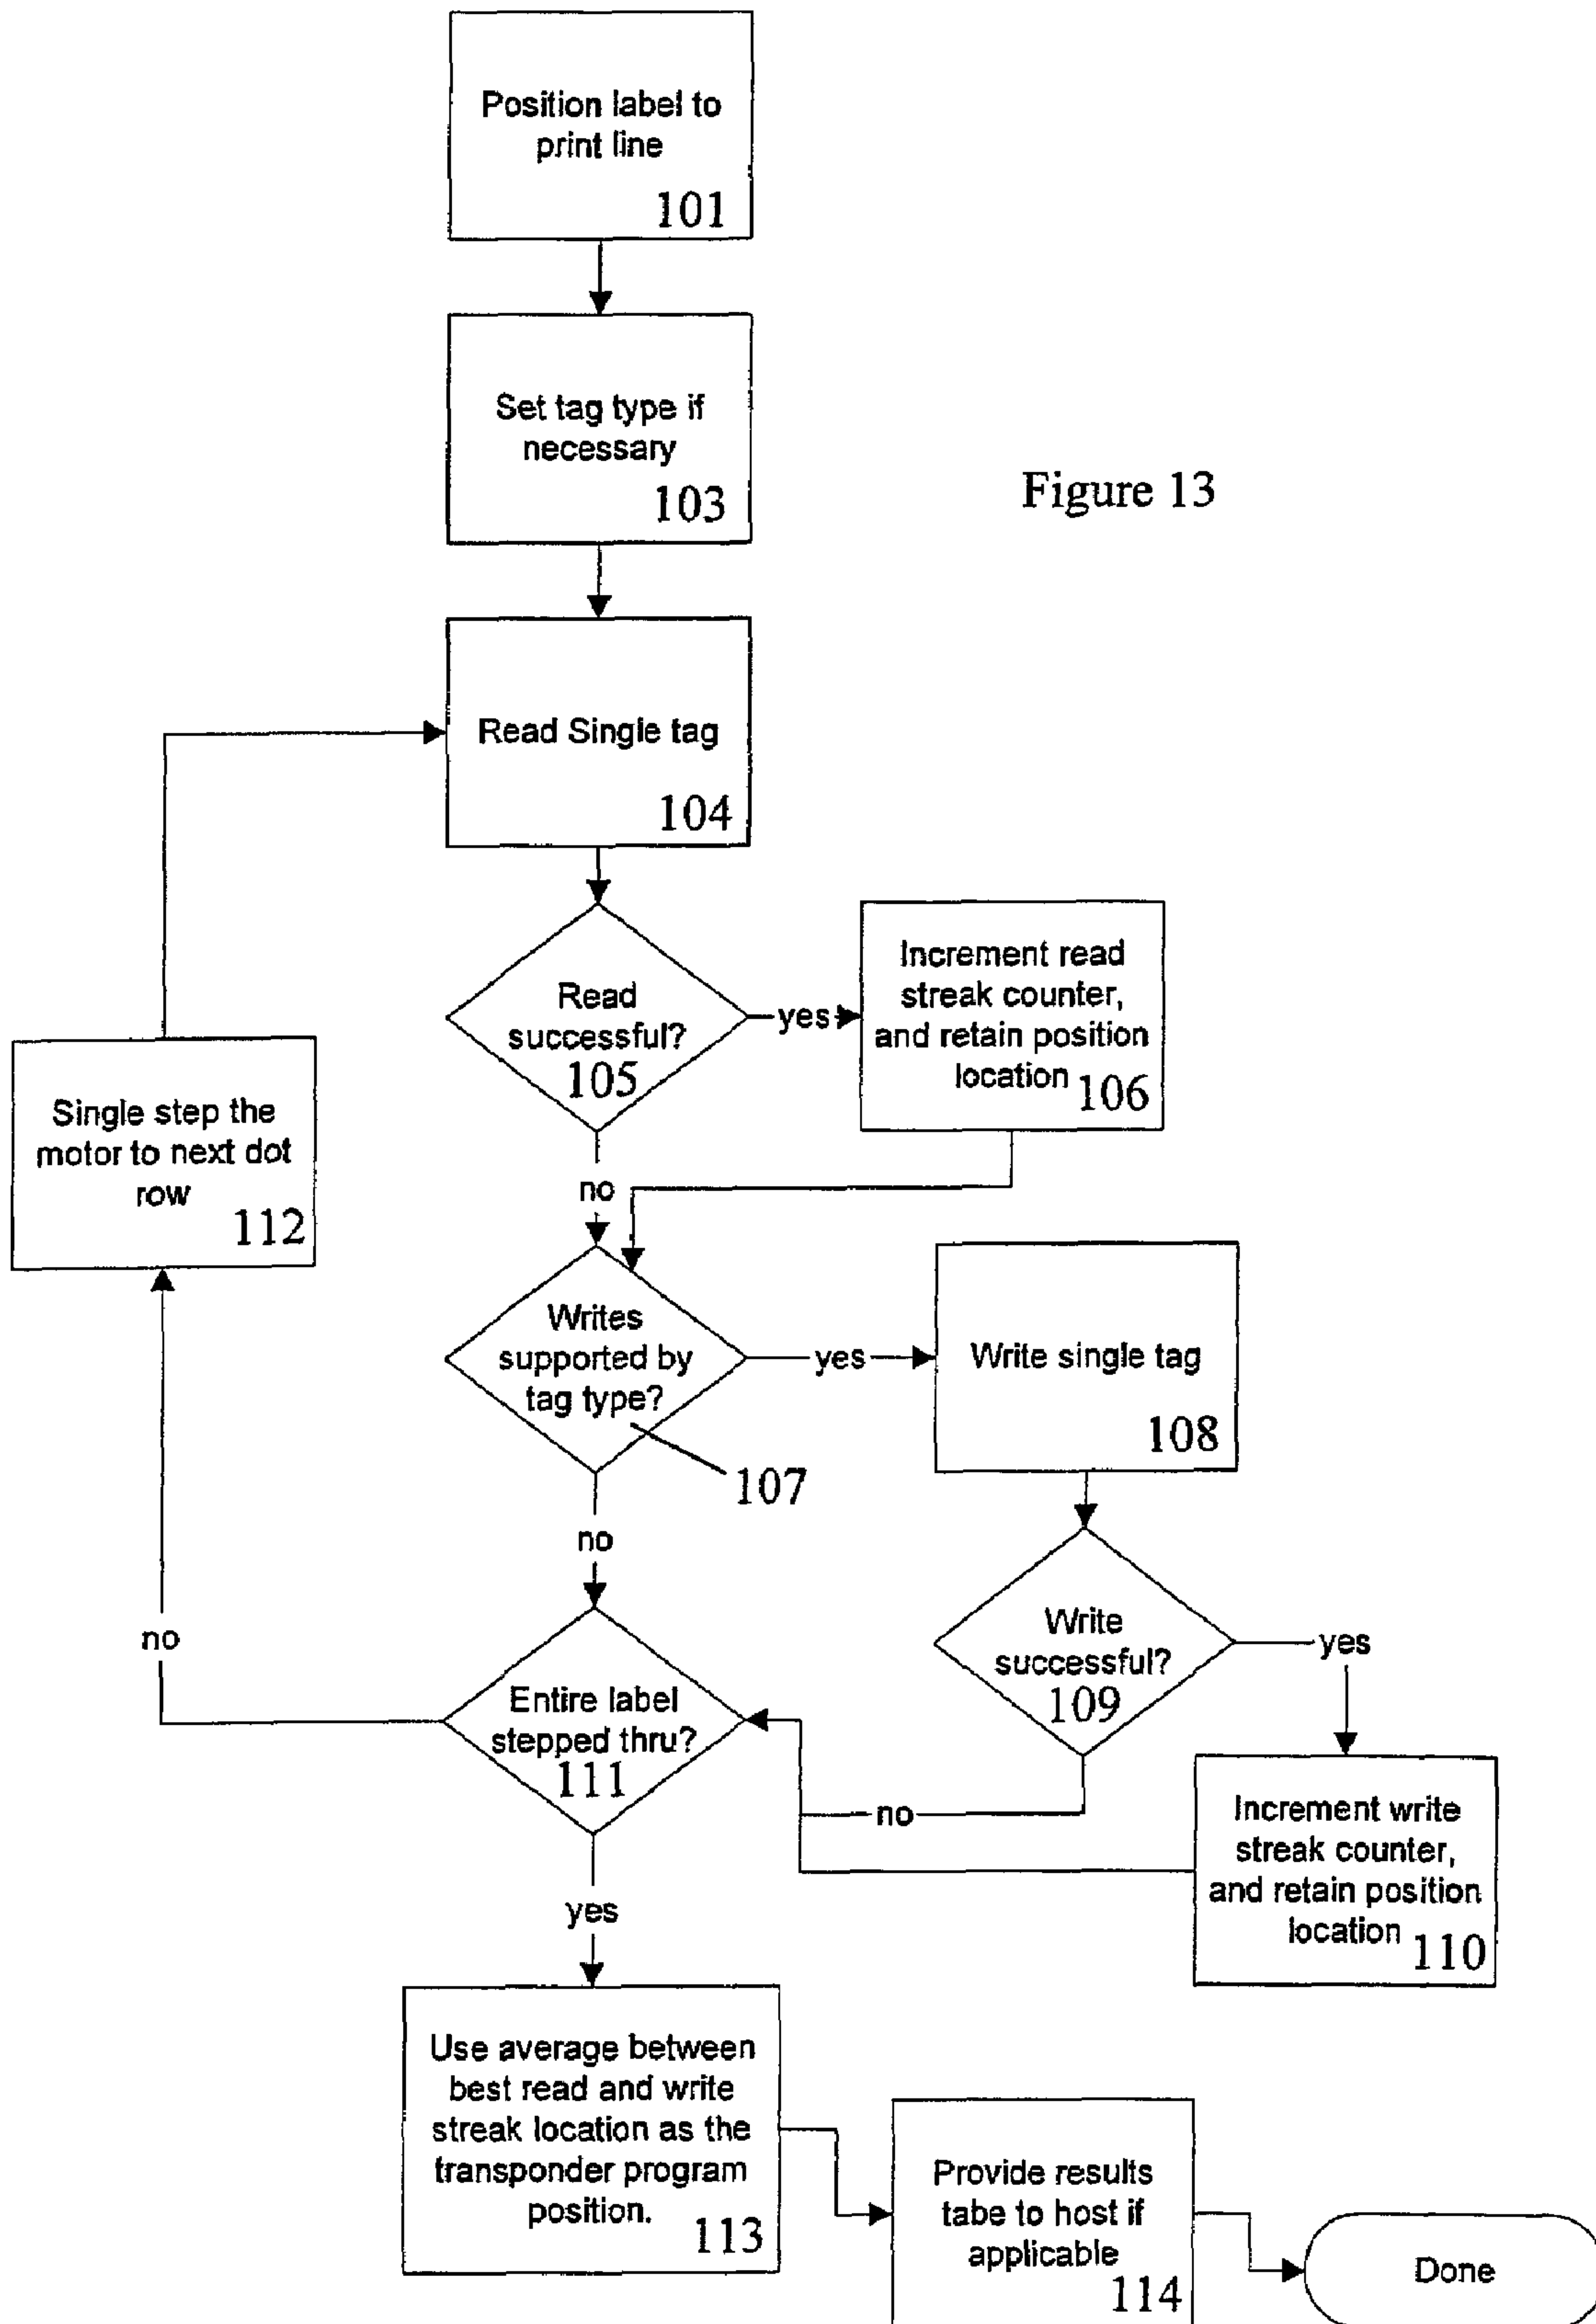 Position label to
print line
101
Set tag type if
necessary
103
Figure 13
Read Single tag
104
Read
successful?
105
yes
Increment read
streak counter,
and retain position
location 106
no
Single step the
motor to next dot
row
112
Writes
supported by
tag type?
107
yes
Write single tag
108
no
Write
successful?
109
yes
no
Entire label
stepped thru?
111
no
Increment write
streak counter,
and retain position
location 110
yes
Use average between
best read and write
streak location as the
transponder program
position.
113
Provide results
tabe to host if
applicable
114
Done